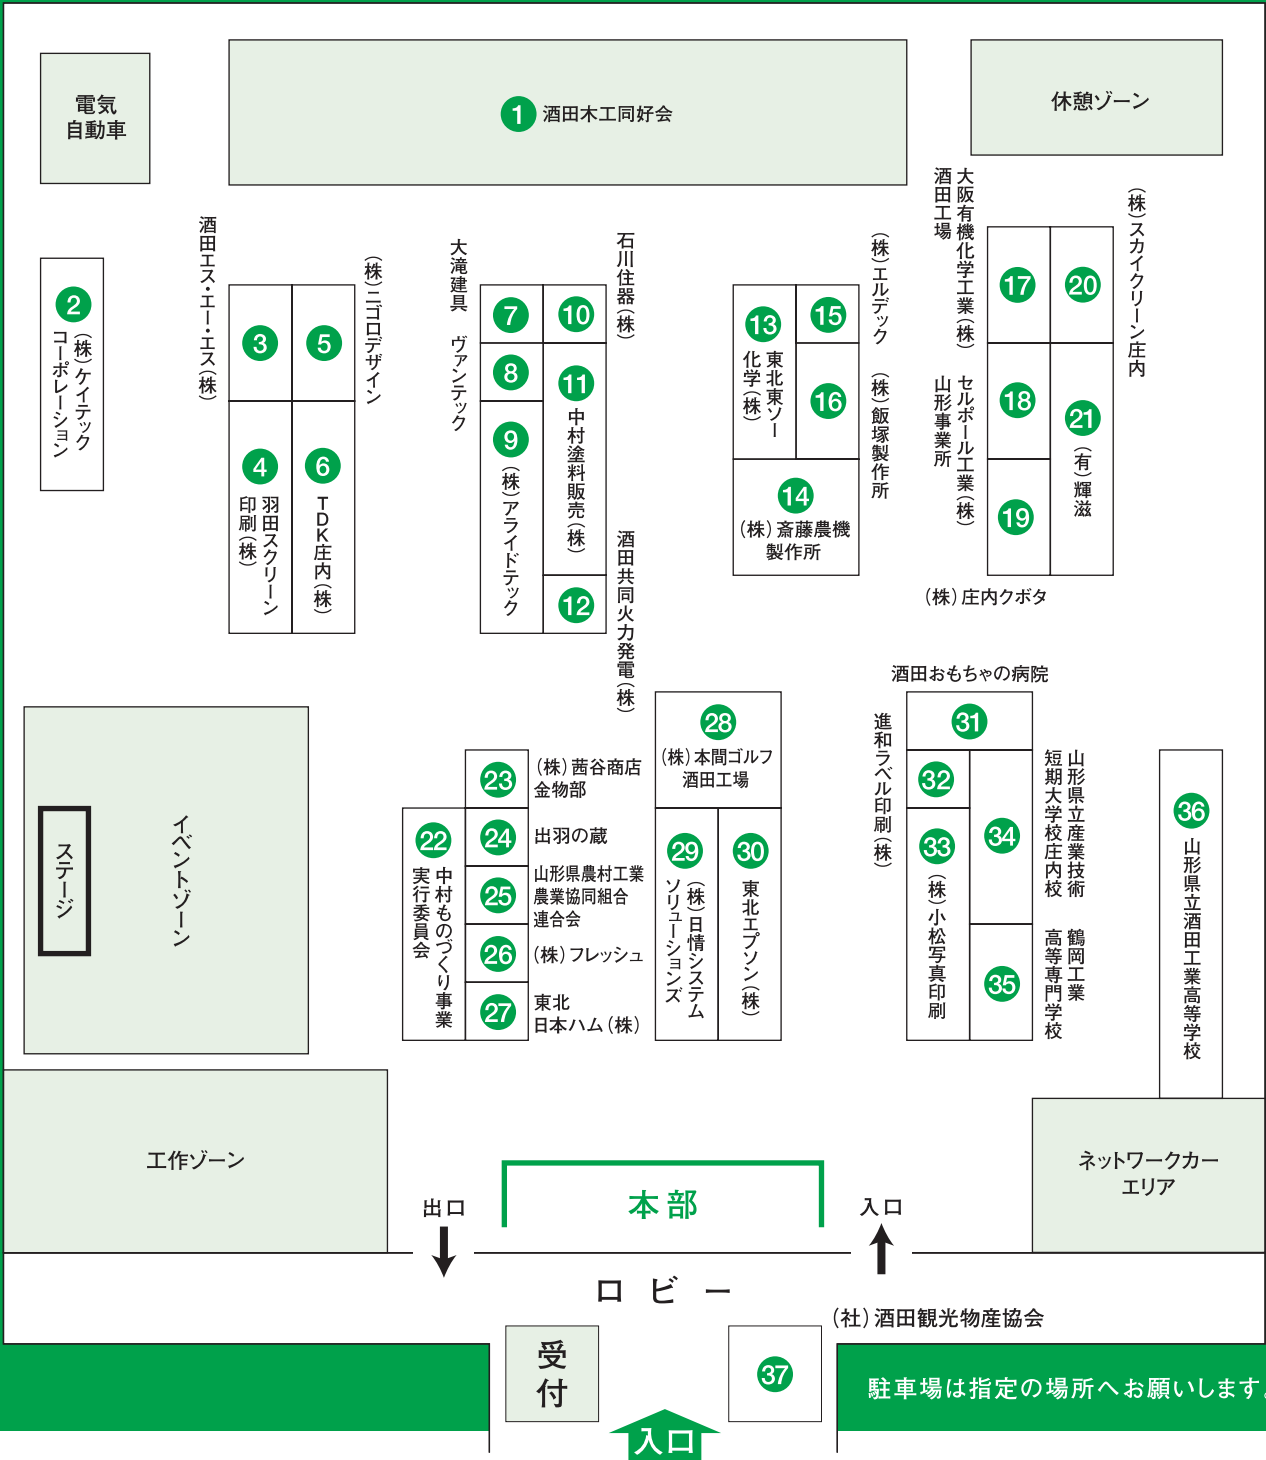 電気
自動車
1 酒田木工同好会
休憩ゾーン
2
(株)ケイテック
コーポレーション
酒田エス・エー・エス(株)
3
4
羽田スクリーン
印刷(株)
(株)ニゴロデザイン
5
6
TDK庄内(株)
大滝建具
7
ヴァンテック
8
9
(株)アライドテック
石川住器(株)
10
11
中村塗料販売(株)
12
酒田共同火力発電(株)
13
東北東ソー
化学(株)
14
(株)斎藤農機
製作所
(株)エルデック
15
16
(株)飯塚製作所
大阪有機化学工業(株)
酒田工場
17
セルポール工業(株)
山形事業所
18
19
(株)庄内クボタ
(株)スカイクリーン庄内
20
21
(有)輝滋
イベントゾーン
ステージ
22
中村ものづくり事業
実行委員会
23
(株)茜谷商店
金物部
24
出羽の蔵
25
山形県農村工業
農業協同組合
連合会
26
(株)フレッシュ
27
東北
日本ハム(株)
28
(株)本間ゴルフ
酒田工場
29
(株)日情システム
ソリューションズ
30
東北エプソン(株)
酒田おもちゃの病院
31
進和ラベル印刷(株)
32
33
(株)小松写真印刷
34
山形県立産業技術
短期大学校庄内校
35
鶴岡工業
高等専門学校
36
山形県立酒田工業高等学校
工作ゾーン
ネットワークカー
エリア
出口
本部
入口
ロビー
(社)酒田観光物産協会
受
付
37
入口
駐車場は指定の場所へお願いします。